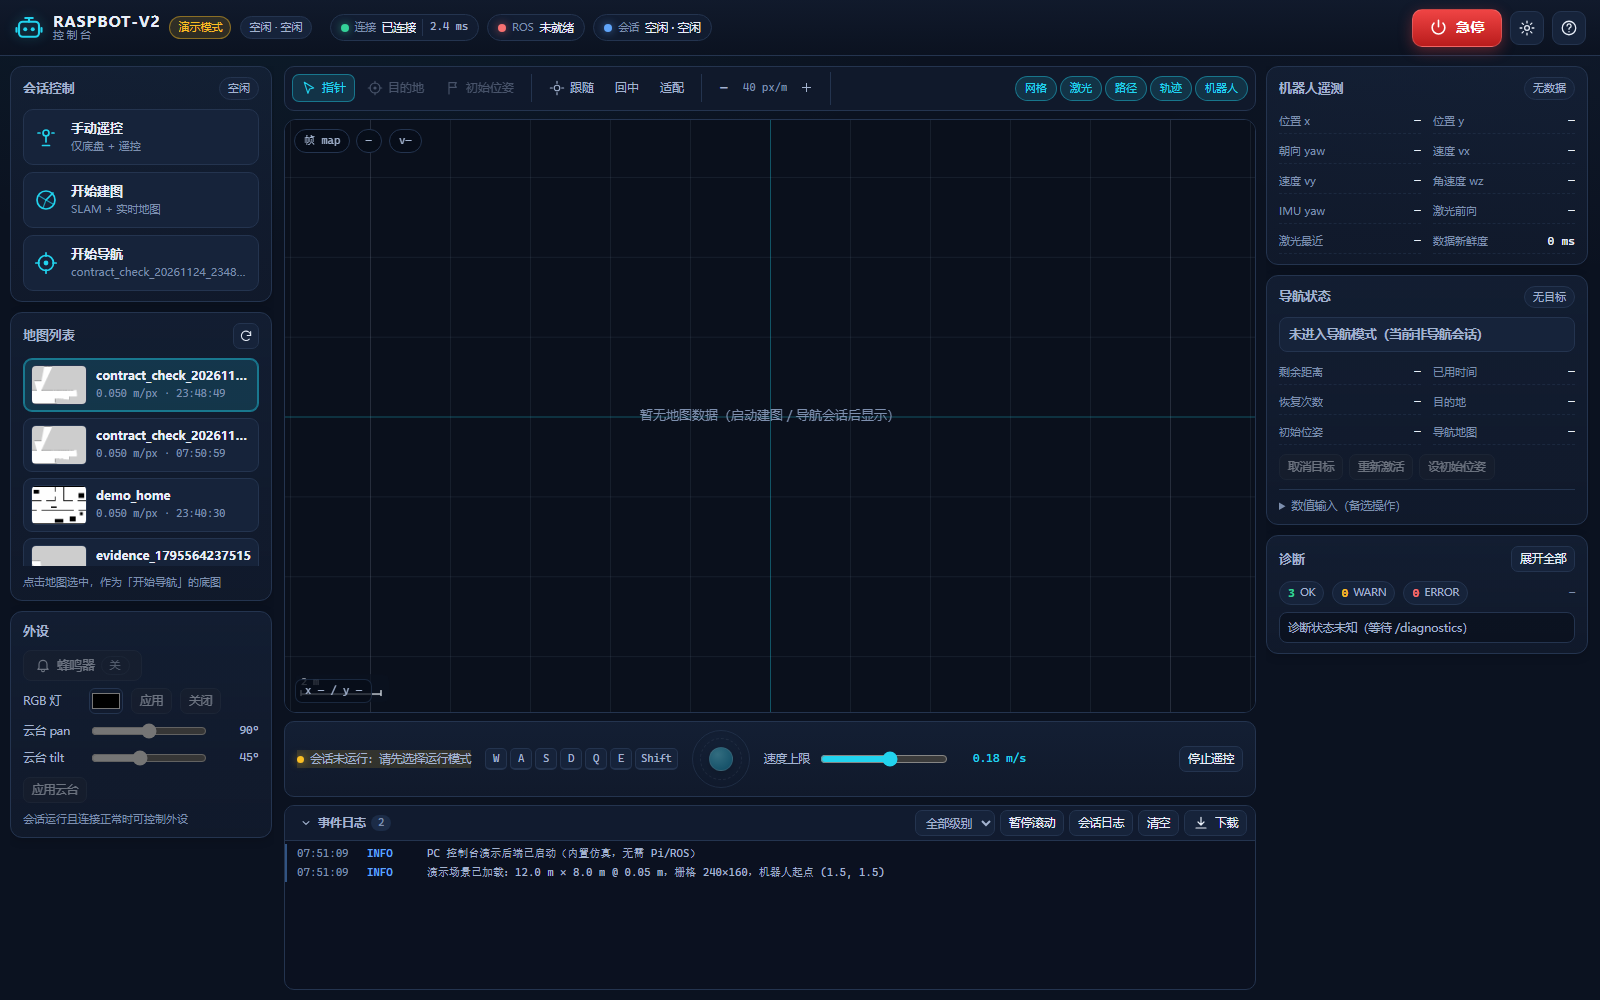 RASPBOT-V2
控制台
演示模式
空闲 · 空闲
连接 已连接 2.4 ms
ROS 未就绪
会话 空闲 · 空闲
急停
会话控制
空闲
手动遥控
仅底盘 + 遥控
开始建图
SLAM + 实时地图
开始导航
contract_check_20261124_2348...
地图列表
contract_check_202611...
0.050 m/px · 23:48:49
contract_check_202611...
0.050 m/px · 07:50:59
demo_home
0.050 m/px · 23:40:30
evidence_1795564237515
点击地图选中，作为「开始导航」的底图
外设
蜂鸣器 关
RGB 灯 应用 关闭
云台 pan 90°
云台 tilt 45°
应用云台
会话运行且连接正常时可控制外设
指针 目的地 初始位姿 跟随 回中 适配 − 40 px/m +
网格 激光 路径 轨迹 机器人
帧 map – v–
暂无地图数据（启动建图 / 导航会话后显示）
2 m
x – / y –
会话未运行：请先选择运行模式 W A S D Q E Shift 速度上限 0.18 m/s 停止遥控
事件日志 2 全部级别 暂停滚动 会话日志 清空 下载
07:51:09 INFO PC 控制台演示后端已启动（内置仿真，无需 Pi/ROS）
07:51:09 INFO 演示场景已加载：12.0 m × 8.0 m @ 0.05 m，栅格 240×160，机器人起点 (1.5, 1.5)
机器人遥测 无数据
位置 x – 位置 y –
朝向 yaw – 速度 vx –
速度 vy – 角速度 wz –
IMU yaw – 激光前向 –
激光最近 – 数据新鲜度 0 ms
导航状态 无目标
未进入导航模式（当前非导航会话）
剩余距离 – 已用时间 –
恢复次数 – 目的地 –
初始位姿 – 导航地图 –
取消目标 重新激活 设初始位姿
▶ 数值输入（备选操作）
诊断 展开全部
3 OK 0 WARN 0 ERROR –
诊断状态未知（等待 /diagnostics）